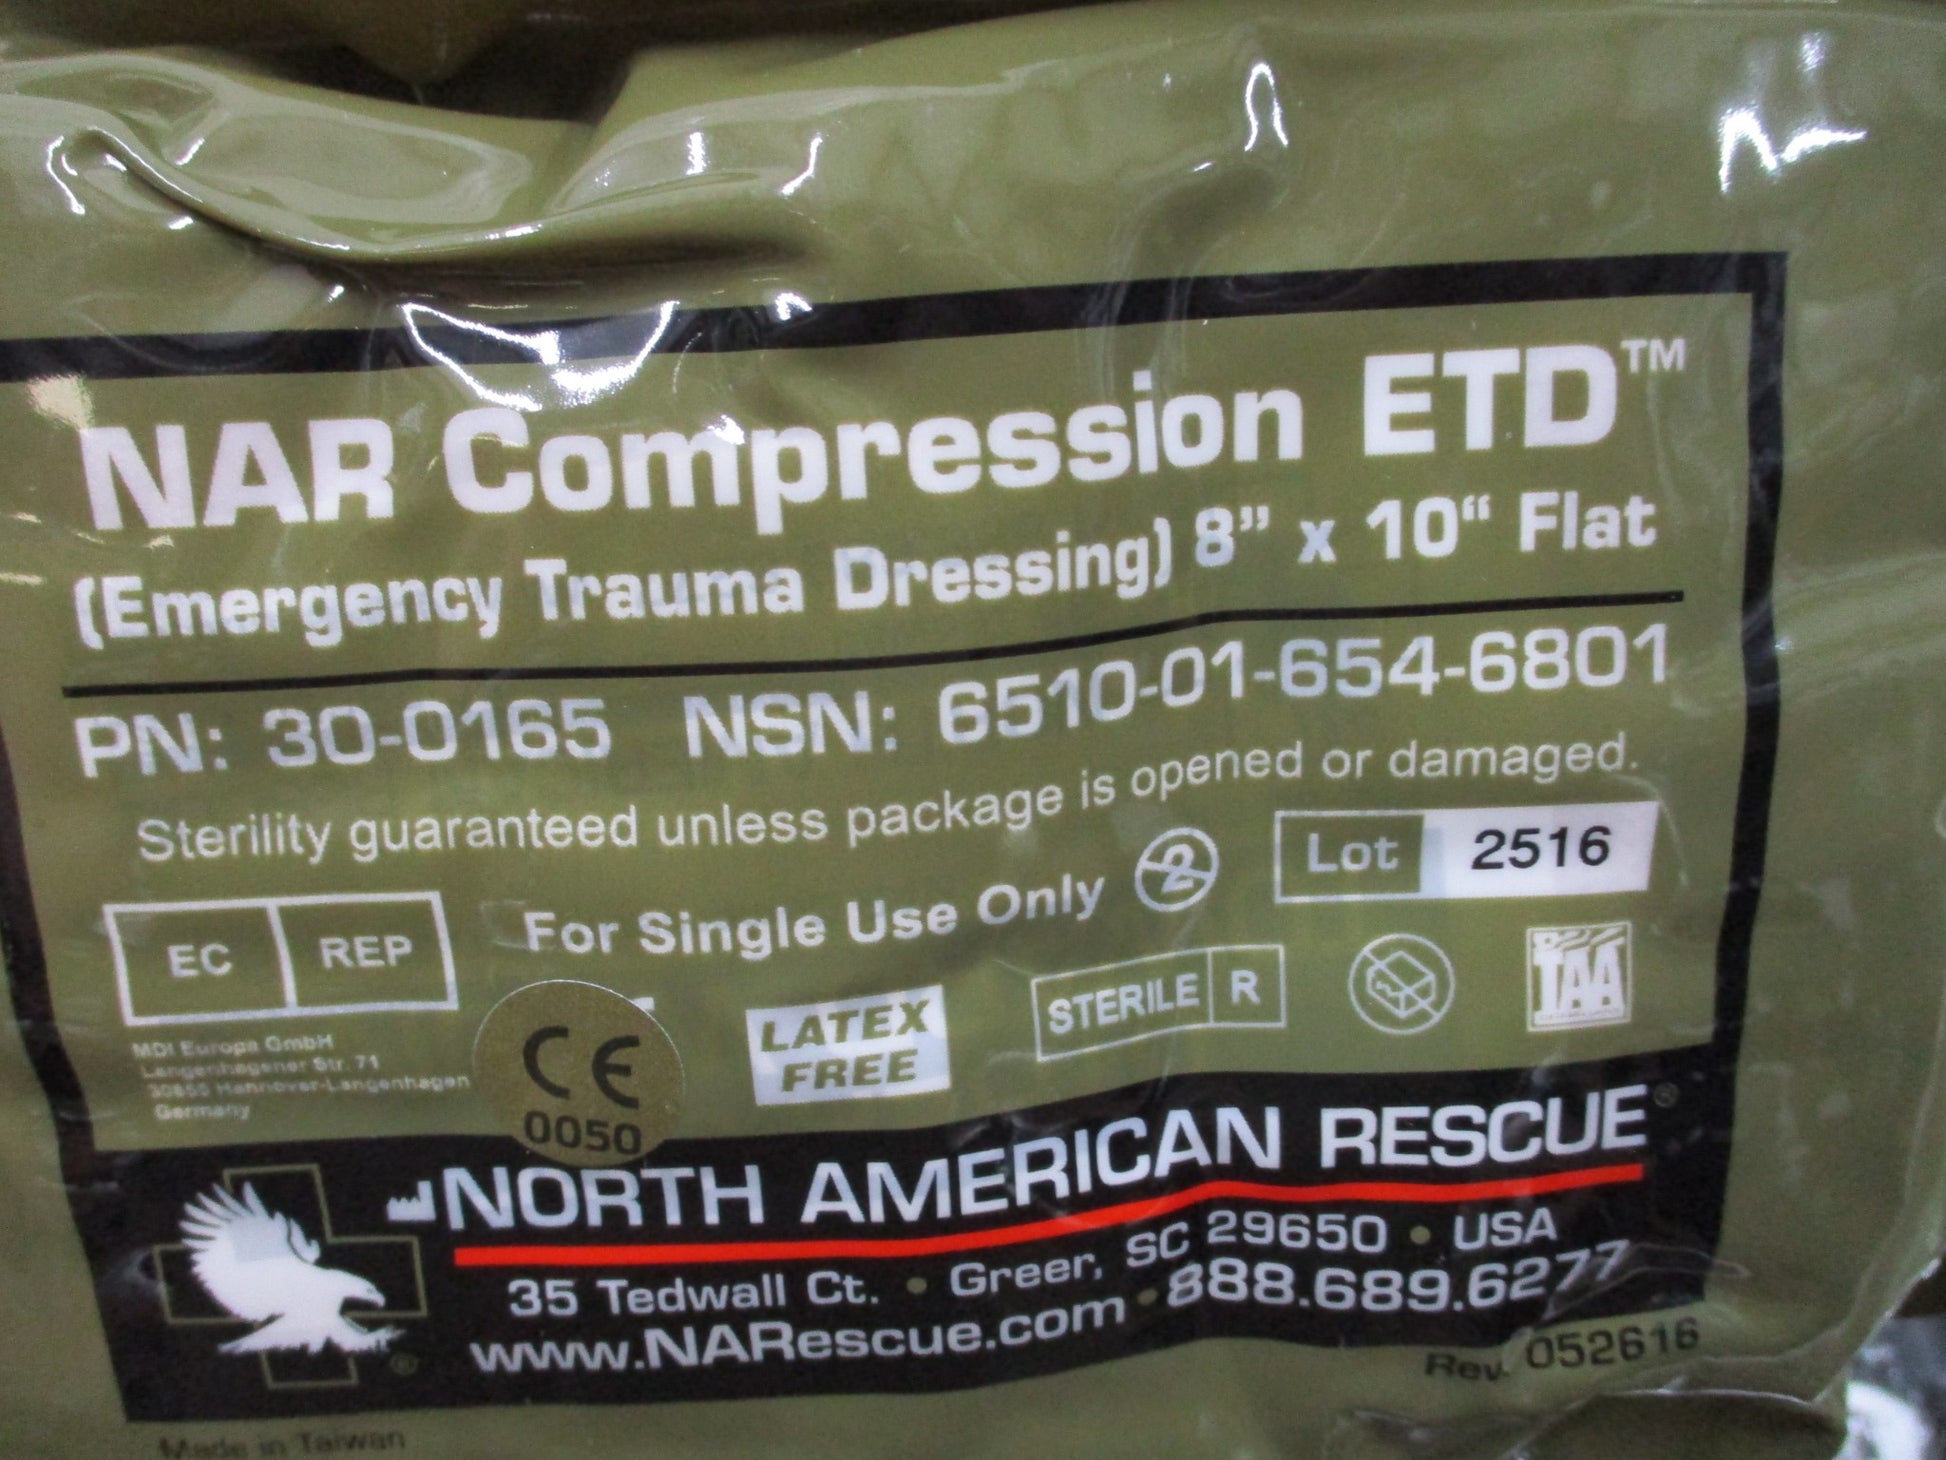 NAR Compression ETD™
(Emergency Trauma Dressing) 8” x 10“ Flat
PN: 30-0165 NSN: 6510-01-654-6801
Sterility guaranteed unless package is opened or damaged.
For Single Use Only 2
Lot 2516
EC REP
MDI Europa GmbH
Langenhagener Str. 71
30855 Hannover-Langenhagen
Germany
CE
0050
LATEX
FREE
STERILE R
TAA
NORTH AMERICAN RESCUE®
35 Tedwall Ct. • Greer, SC 29650 • USA
www.NARescue.com • 888.689.6277
Rev. 052616
Made in Taiwan